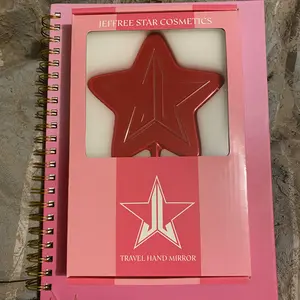 JEFFREE STAR COSMETICS
TRAVEL HAND MIRROR